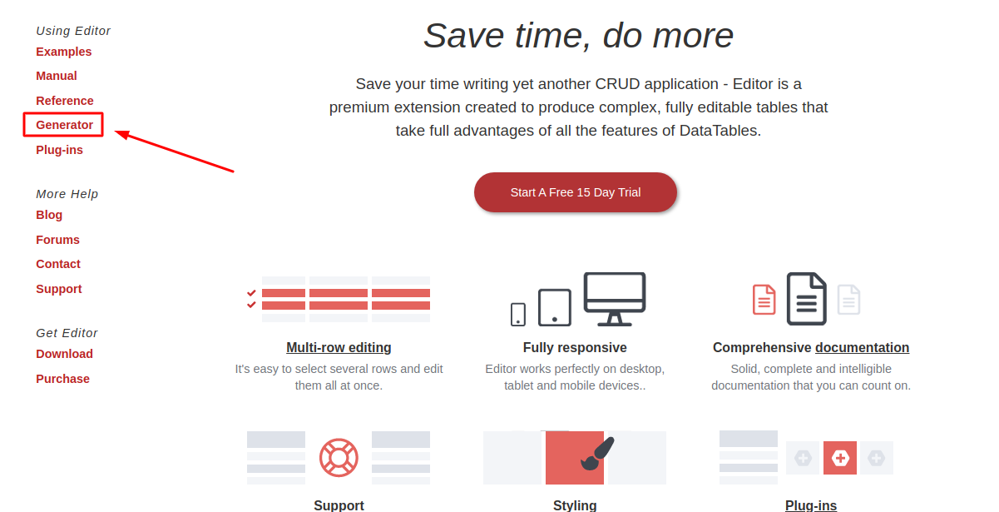 Using Editor
Examples
Manual
Reference
Generator
Plug-ins
More Help
Blog
Forums
Contact
Support
Get Editor
Download
Purchase
Save time, do more
Save your time writing yet another CRUD application - Editor is a
premium extension created to produce complex, fully editable tables that
take full advantages of all the features of DataTables.
Start A Free 15 Day Trial
Multi-row editing
It's easy to select several rows and edit
them all at once.
Fully responsive
Editor works perfectly on desktop,
tablet and mobile devices..
Comprehensive documentation
Solid, complete and intelligible
documentation that you can count on.
Support
Styling
Plug-ins